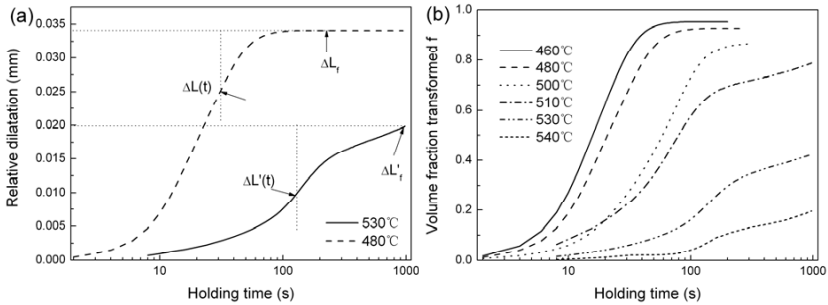 (a)
Relative dilatation (mm)
0.035
0.030
0.025
0.020
0.015
0.010
0.005
0.000
ΔL(t)
ΔLf
ΔL'(t)
ΔL'f
530℃
480℃
10
100
1000
Holding time (s)
(b)
Volume fraction transformed f
1.0
0.8
0.6
0.4
0.2
0.0
460℃
480℃
500℃
510℃
530℃
540℃
10
100
1000
Holding time (s)